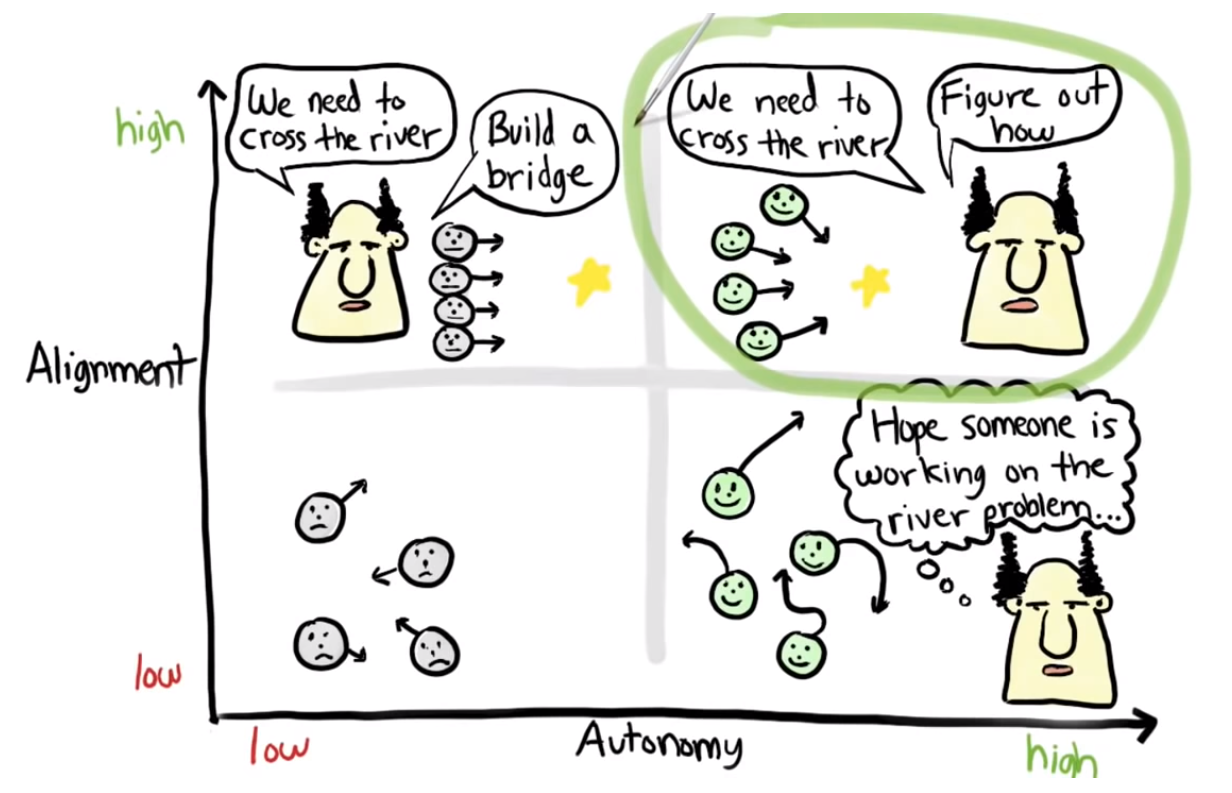 We need to
cross the river
Build a
bridge
We need to
cross the river
Figure out
how
high
Alignment
Hope someone is
working on the
river problem...
low
low
Autonomy
high